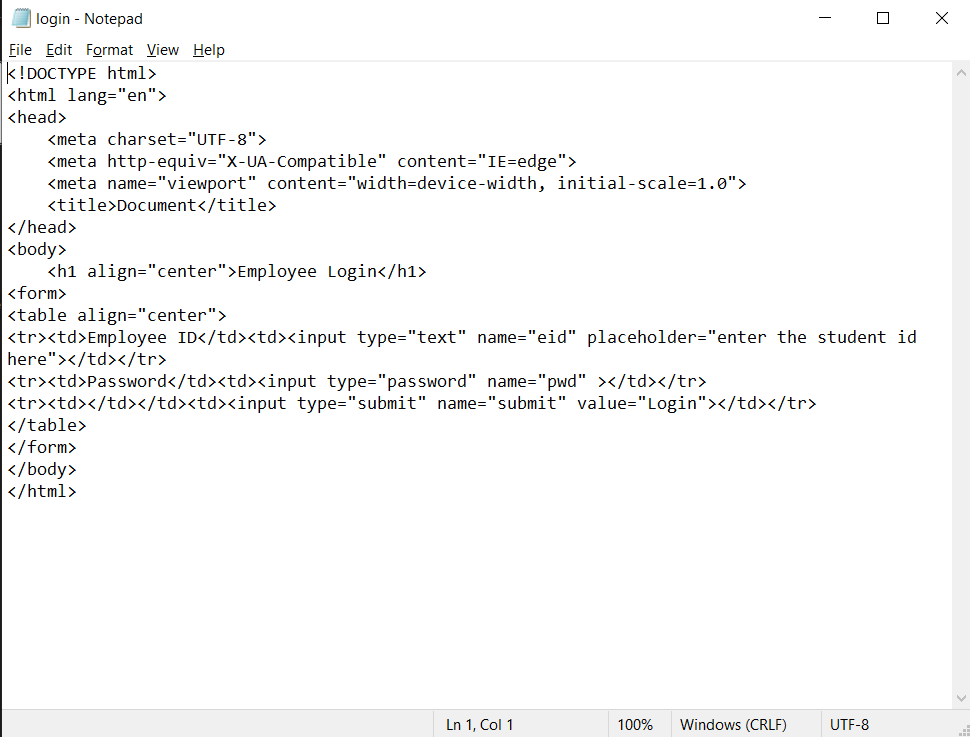 login - Notepad
File Edit Format View Help
<!DOCTYPE html>
<html lang="en">
<head>
    <meta charset="UTF-8">
    <meta http-equiv="X-UA-Compatible" content="IE=edge">
    <meta name="viewport" content="width=device-width, initial-scale=1.0">
    <title>Document</title>
</head>
<body>
    <h1 align="center">Employee Login</h1>
<form>
<table align="center">
<tr><td>Employee ID</td><td><input type="text" name="eid" placeholder="enter the student id
here"></td></tr>
<tr><td>Password</td><td><input type="password" name="pwd" ></td></tr>
<tr><td></td></td><td><input type="submit" name="submit" value="Login"></td></tr>
</table>
</form>
</body>
</html>
Ln 1, Col 1 100% Windows (CRLF) UTF-8